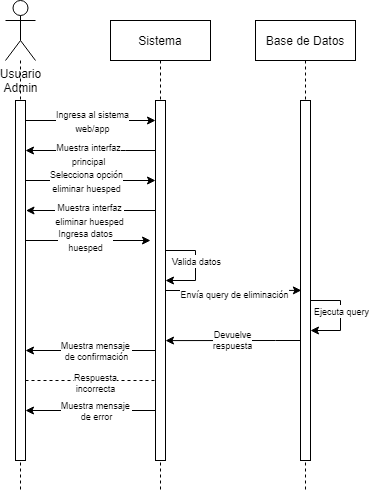 Sistema
Base de Datos
Usuario
Admin
Ingresa al sistema
web/app
Muestra interfaz
principal
Selecciona opción
eliminar huesped
Muestra interfaz
eliminar huesped
Ingresa datos
huesped
Valida datos
Envía query de eliminación
Ejecuta query
Devuelve
respuesta
Muestra mensaje
de confirmación
Respuesta
incorrecta
Muestra mensaje
de error